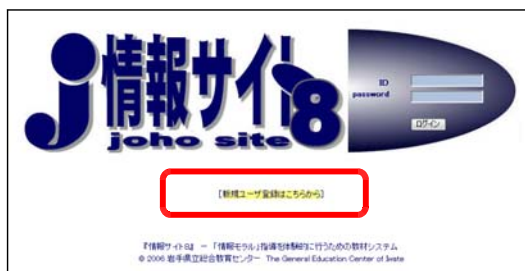 j情報サイト8
joho site
ID
password
ログイン
[新規ユーザ登録はこちらから]
『情報サイト8』 － 「情報モラル」指導を体験的に行うための教材システム
© 2006 岩手県立総合教育センター The General Education Center of Iwate